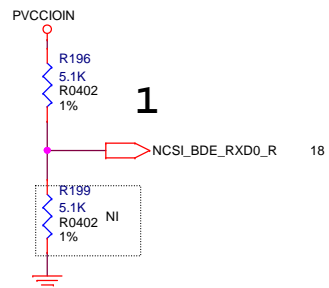 PVCCIOIN
R196
5.1K
R0402
1%
1
NCSI_BDE_RXD0_R 18
R199
5.1K
R0402 NI
1%